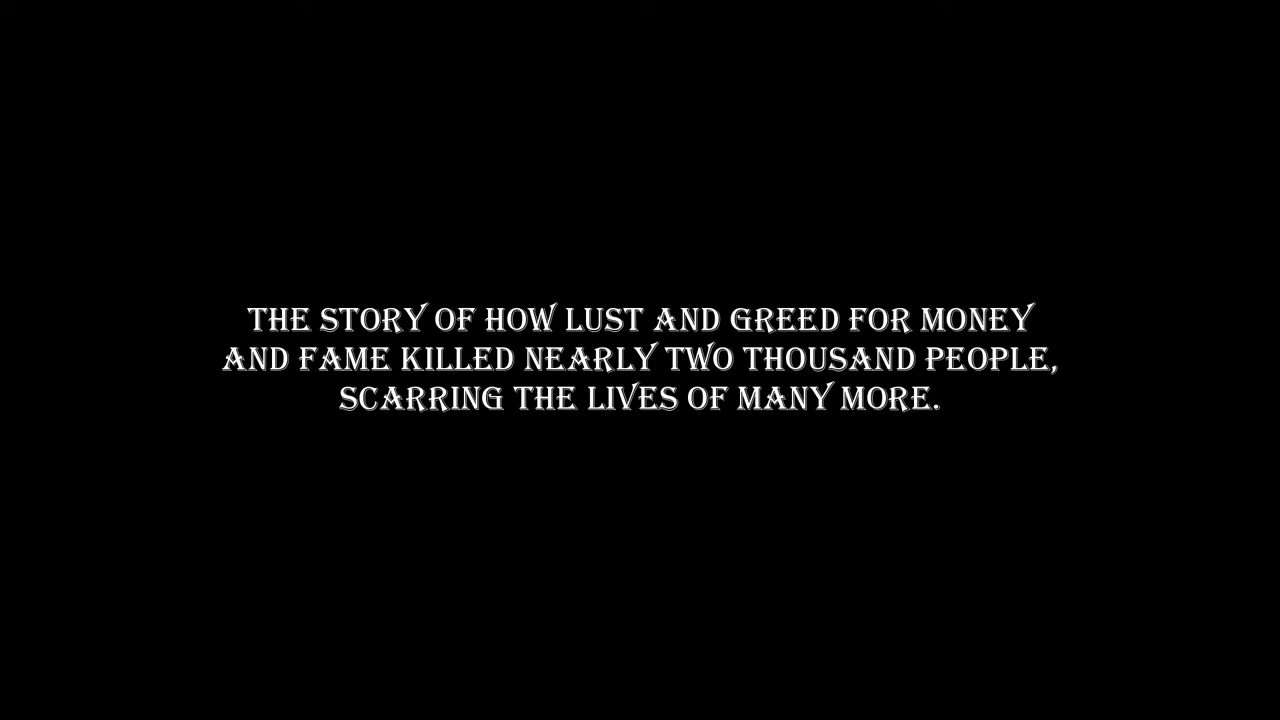 THE STORY OF HOW LUST AND GREED FOR MONEY
AND FAME KILLED NEARLY TWO THOUSAND PEOPLE,
SCARRING THE LIVES OF MANY MORE.